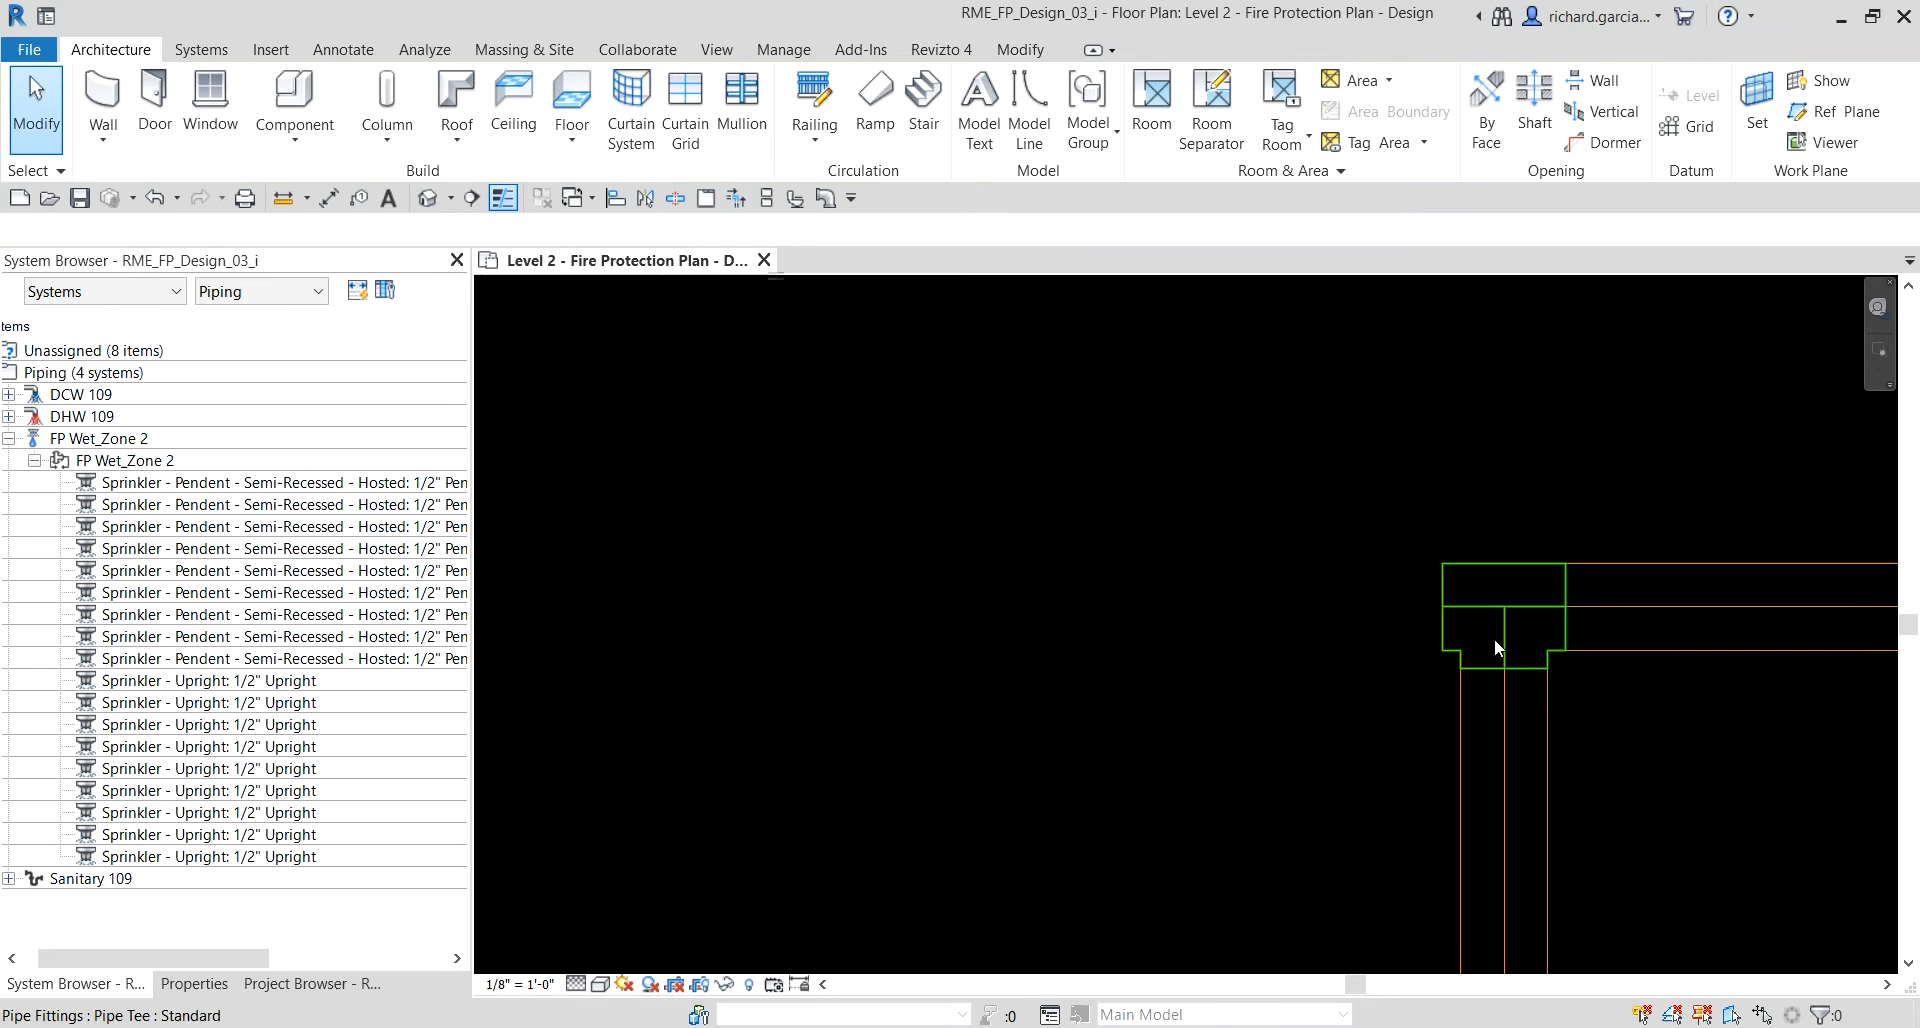 RME_FP_Design_03_i - Floor Plan: Level 2 - Fire Protection Plan - Design
richard.garcia...
File Architecture Systems Insert Annotate Analyze Massing & Site Collaborate View Manage Add-Ins Revizto 4 Modify
Modify
Wall
Door
Window
Component
Column
Roof
Ceiling
Floor
Curtain System
Curtain Grid
Mullion
Railing
Ramp
Stair
Model Text
Model Line
Model Group
Room
Room Separator
Tag Room
Area
Area Boundary
Tag Area
By Face
Shaft
Wall
Vertical
Dormer
Level
Grid
Set
Show
Ref Plane
Viewer
Select Build Circulation Model Room & Area Opening Datum Work Plane
System Browser - RME_FP_Design_03_i
Level 2 - Fire Protection Plan - D...
Systems Piping
tems
Unassigned (8 items)
Piping (4 systems)
DCW 109
DHW 109
FP Wet_Zone 2
FP Wet_Zone 2
Sprinkler - Pendent - Semi-Recessed - Hosted: 1/2" Pen
Sprinkler - Pendent - Semi-Recessed - Hosted: 1/2" Pen
Sprinkler - Pendent - Semi-Recessed - Hosted: 1/2" Pen
Sprinkler - Pendent - Semi-Recessed - Hosted: 1/2" Pen
Sprinkler - Pendent - Semi-Recessed - Hosted: 1/2" Pen
Sprinkler - Pendent - Semi-Recessed - Hosted: 1/2" Pen
Sprinkler - Pendent - Semi-Recessed - Hosted: 1/2" Pen
Sprinkler - Pendent - Semi-Recessed - Hosted: 1/2" Pen
Sprinkler - Pendent - Semi-Recessed - Hosted: 1/2" Pen
Sprinkler - Upright: 1/2" Upright
Sprinkler - Upright: 1/2" Upright
Sprinkler - Upright: 1/2" Upright
Sprinkler - Upright: 1/2" Upright
Sprinkler - Upright: 1/2" Upright
Sprinkler - Upright: 1/2" Upright
Sprinkler - Upright: 1/2" Upright
Sprinkler - Upright: 1/2" Upright
Sprinkler - Upright: 1/2" Upright
Sanitary 109
System Browser - R... Properties Project Browser - R...
1/8" = 1'-0"
Pipe Fittings : Pipe Tee : Standard
:0
Main Model
:0